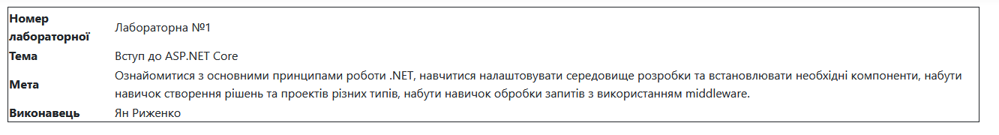 Номер лабораторної Лабораторна №1
Тема Вступ до ASP.NET Core
Мета Ознайомитися з основними принципами роботи .NET, навчитися налаштовувати середовище розробки та встановлювати необхідні компоненти, набути
навичок створення рішень та проектів різних типів, набути навичок обробки запитів з використанням middleware.
Виконавець Ян Риженко